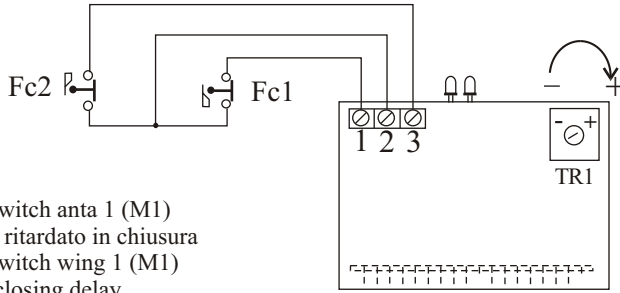 Fc2
Fc1
1 2 3
- +
- +
TR1
witch anta 1 (M1)
ritardato in chiusura
witch wing 1 (M1)
closing delay